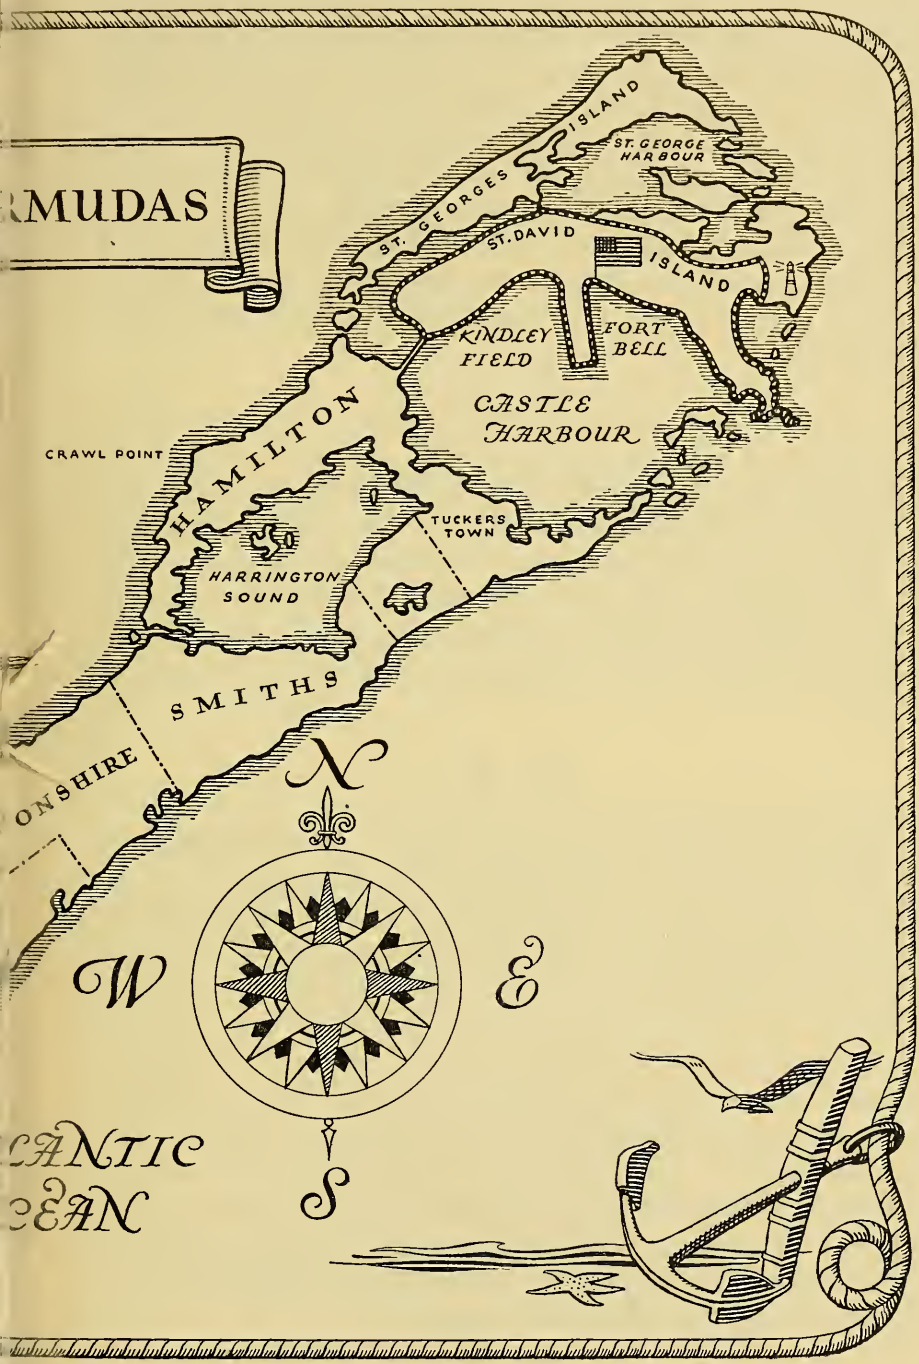 RMUDAS
ST. GEORGES ISLAND
ST. GEORGE
HARBOUR
ST. DAVID ISLAND
KINDLEY
FIELD
FORT
BELL
CASTLE
HARBOUR
CRAWL POINT
HAMILTON
TUCKERS
TOWN
HARRINGTON
SOUND
SMITHS
ONSHIRE
N
W
E
S
LANTIC
CEAN